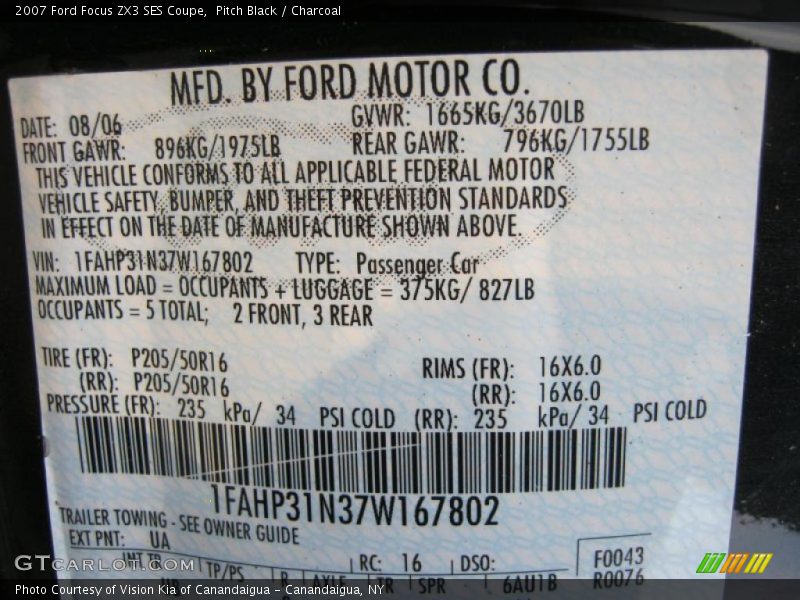 2007 Ford Focus ZX3 SES Coupe,  Pitch Black / Charcoal
MFD. BY FORD MOTOR CO.
DATE: 08/06 GVWR: 1665KG/3670LB
FRONT GAWR: 896KG/1975LB REAR GAWR: 796KG/1755LB
THIS VEHICLE CONFORMS TO ALL APPLICABLE FEDERAL MOTOR
VEHICLE SAFETY, BUMPER, AND THEFT PREVENTION STANDARDS
IN EFFECT ON THE DATE OF MANUFACTURE SHOWN ABOVE.
VIN: 1FAHP31N37W167802 TYPE: Passenger Car
MAXIMUM LOAD = OCCUPANTS + LUGGAGE = 375KG/ 827LB
OCCUPANTS = 5 TOTAL; 2 FRONT, 3 REAR
TIRE (FR): P205/50R16 RIMS (FR): 16X6.0
(RR): P205/50R16 (RR): 16X6.0
PRESSURE (FR): 235 kPa/ 34 PSI COLD (RR): 235 kPa/ 34 PSI COLD
1FAHP31N37W167802
TRAILER TOWING - SEE OWNER GUIDE
EXT PNT: UA RC: 16 DSO: F0043
INT TR TP/PS R AXLE TR SPR 6AU1B R0076
GTCARLOT.COM
Photo Courtesy of Vision Kia of Canandaigua – Canandaigua, NY